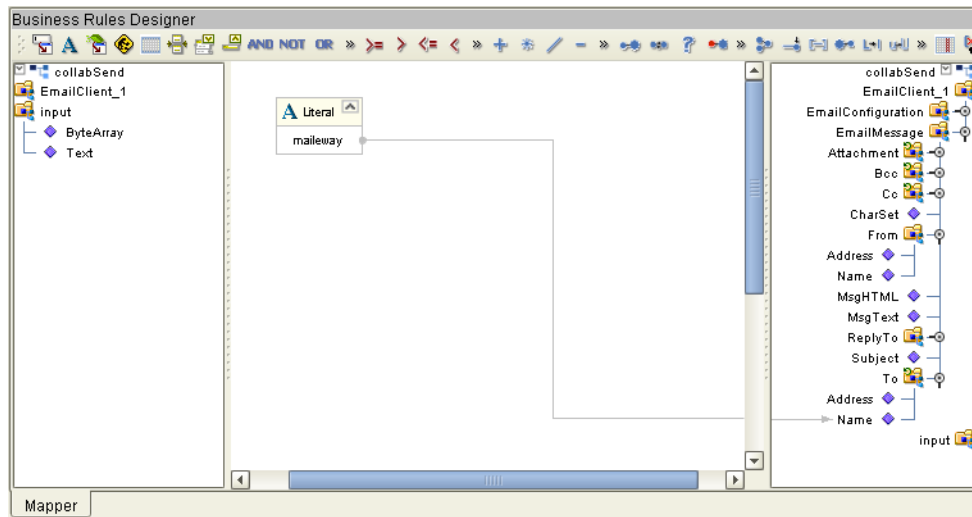 Business Rules Designer
A AND NOT OR » >= > <= < » + * / - » ? » »
collabSend
EmailClient_1
input
ByteArray
Text
A Literal
maileway
collabSend
EmailClient_1
EmailConfiguration
EmailMessage
Attachment
Bcc
Cc
CharSet
From
Address
Name
MsgHTML
MsgText
ReplyTo
Subject
To
Address
Name
input
Mapper